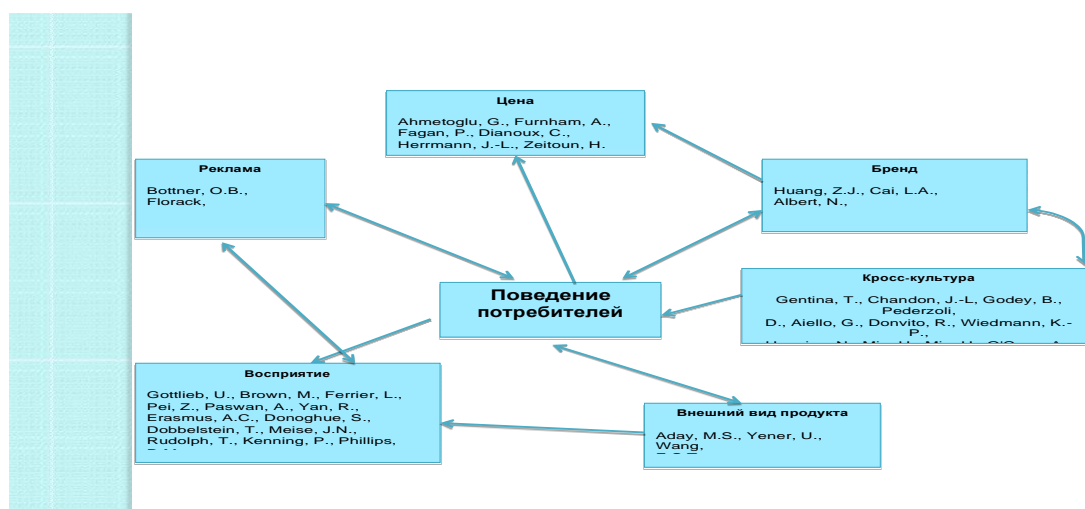 Цена
Ahmetoglu, G., Furnham, A.,
Fagan, P., Dianoux, C.,
Herrmann, J.-L., Zeitoun, H.
Реклама
Bottner, O.B.,
Florack,
Бренд
Huang, Z.J., Cai, L.A.,
Albert, N.,
Кросс-культура
Gentina, T., Chandon, J.-L, Godey, B.,
Pederzoli,
D., Aiello, G., Donvito, R., Wiedmann, K.-
P.,
Поведение
потребителей
Восприятие
Gottlieb, U., Brown, M., Ferrier, L.,
Pei, Z., Paswan, A., Yan, R.,
Erasmus, A.C., Donoghue, S.,
Dobbelstein, T., Meise, J.N.,
Rudolph, T., Kenning, P., Phillips,
Внешний вид продукта
Aday, M.S., Yener, U.,
Wang,